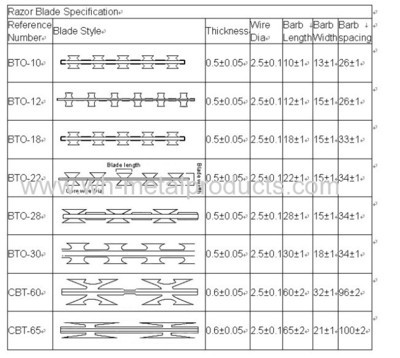 Razor Blade Specification
Reference Number Blade Style Thickness Wire Dia Barb Length Barb Width Barb spacing
BTO-10 0.5±0.05 2.5±0.1 10±1 13±1 26±1
BTO-12 0.5±0.05 2.5±0.1 12±1 15±1 26±1
BTO-18 0.5±0.05 2.5±0.1 18±1 15±1 33±1
Blade length
BTO-22 0.5±0.05 2.5±0.1 22±1 15±1 34±1
Blade width
www.wh-metalproducts.com
BTO-28 0.5±0.05 2.5±0.1 28±1 15±1 34±1
BTO-30 0.5±0.05 2.5±0.1 30±1 18±1 34±1
CBT-60 0.6±0.05 2.5±0.1 60±2 32±1 96±2
CBT-65 0.6±0.05 2.5±0.1 65±2 21±1 100±2